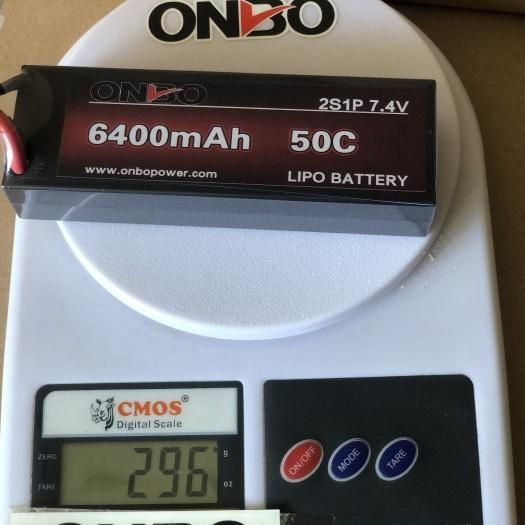 ONBO
ONBO
2S1P 7.4V
6400mAh 50C
www.onbopower.com
LIPO BATTERY
CMOS®
Digital Scale
ZERO
g
296
TARE
oz
ON/OFF
MODE
TARE
ONBO